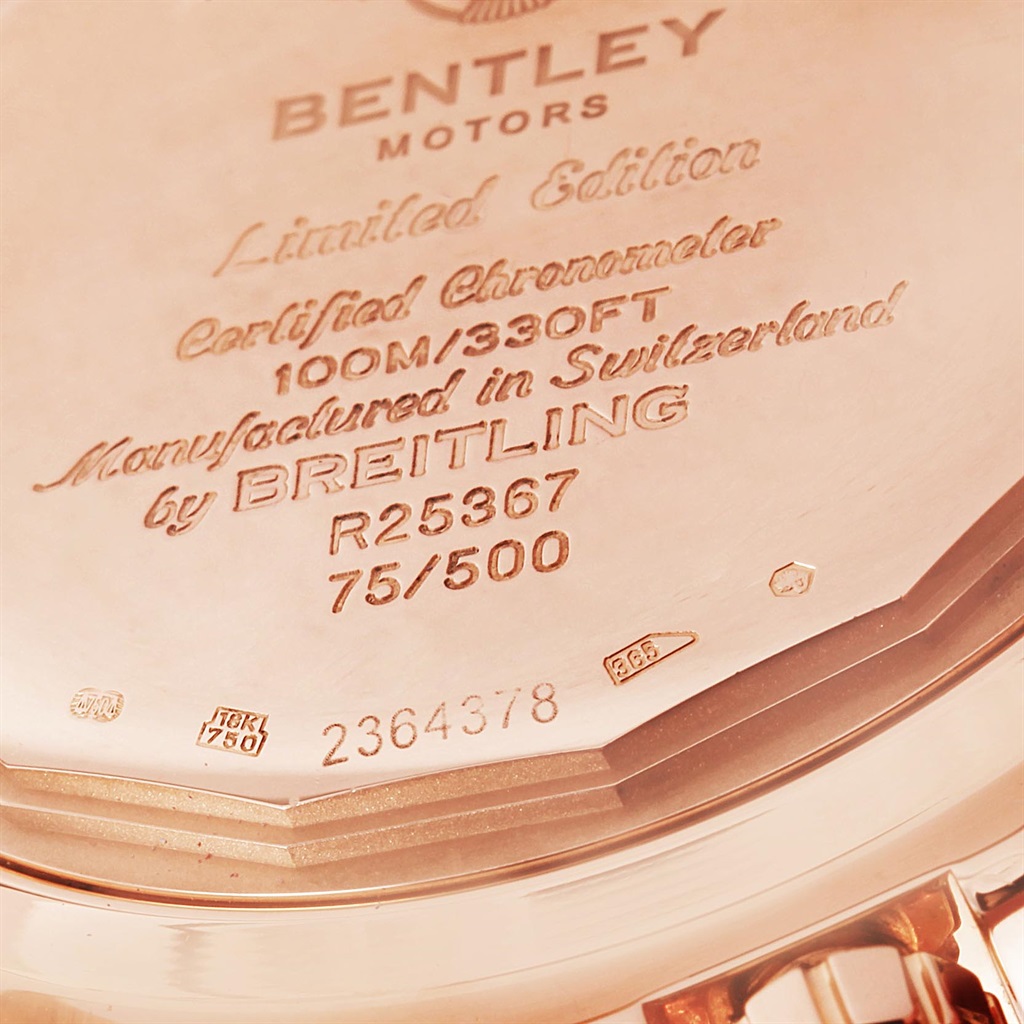 BENTLEY
MOTORS
Limited Edition
Certified Chronometer
100M/330FT
Manufactured in Switzerland
by BREITLING
R25367
75/500
365
18K
750
2364378